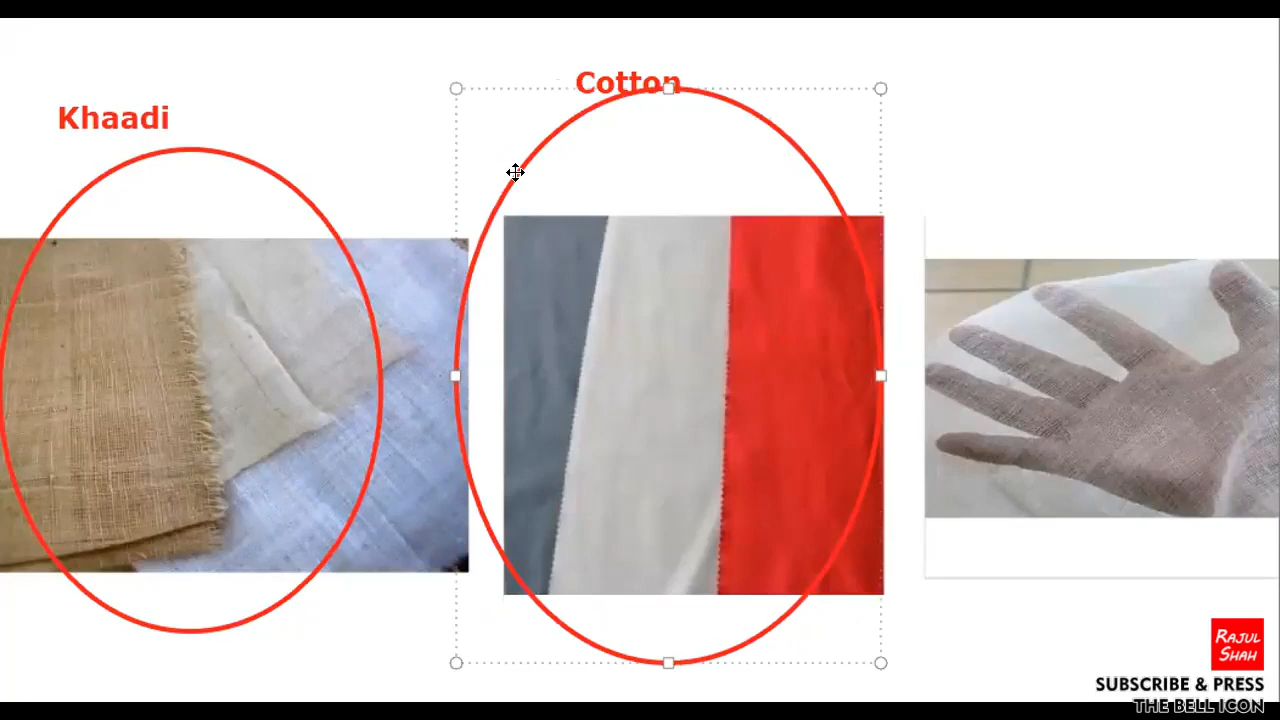 Cotton
Khaadi
RAJUL
SHAH
SUBSCRIBE & PRESS
THE BELL ICON